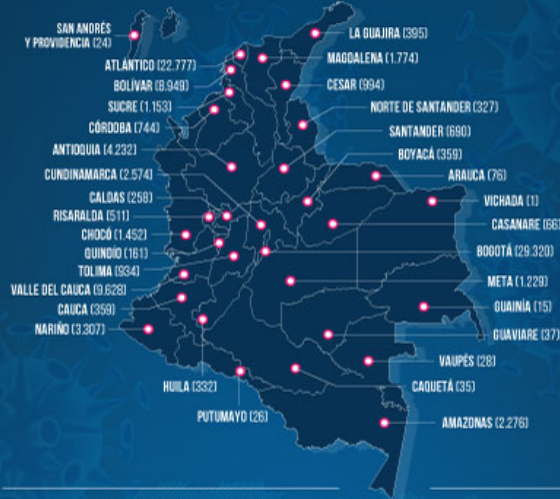 SAN ANDRÉS
Y PROVIDENCIA (24)
ATLÁNTICO (22.777)
BOLÍVAR (8.949)
SUCRE (1.153)
CÓRDOBA (744)
ANTIOQUIA (4.232)
CUNDINAMARCA (2.574)
CALDAS (258)
RISARALDA (511)
CHOCÓ (1.452)
QUINDÍO (161)
TOLIMA (934)
VALLE DEL CAUCA (9.628)
CAUCA (359)
NARIÑO (3.307)
HUILA (332)
PUTUMAYO (26)
LA GUAJIRA (395)
MAGDALENA (1.774)
CESAR (994)
NORTE DE SANTANDER (327)
SANTANDER (690)
BOYACÁ (359)
ARAUCA (76)
VICHADA (1)
CASANARE (66)
BOGOTÁ (29.320)
META (1.229)
GUAINÍA (15)
GUAVIARE (37)
VAUPÉS (28)
CAQUETÁ (35)
AMAZONAS (2.276)